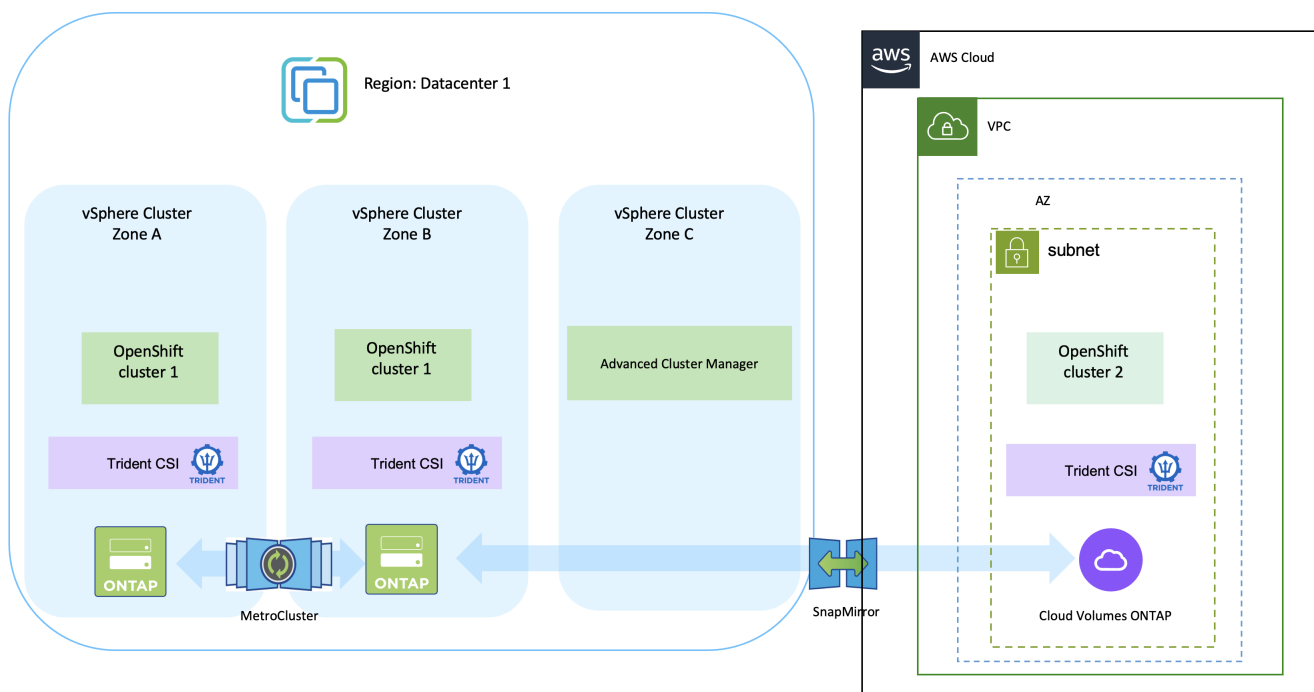 Region: Datacenter 1
aws
AWS Cloud
VPC
AZ
subnet
vSphere Cluster
Zone A
vSphere Cluster
Zone B
vSphere Cluster
Zone C
OpenShift
cluster 1
OpenShift
cluster 1
Advanced Cluster Manager
OpenShift
cluster 2
Trident CSI
TRIDENT
Trident CSI
TRIDENT
Trident CSI
TRIDENT
ONTAP
ONTAP
MetroCluster
SnapMirror
Cloud Volumes ONTAP